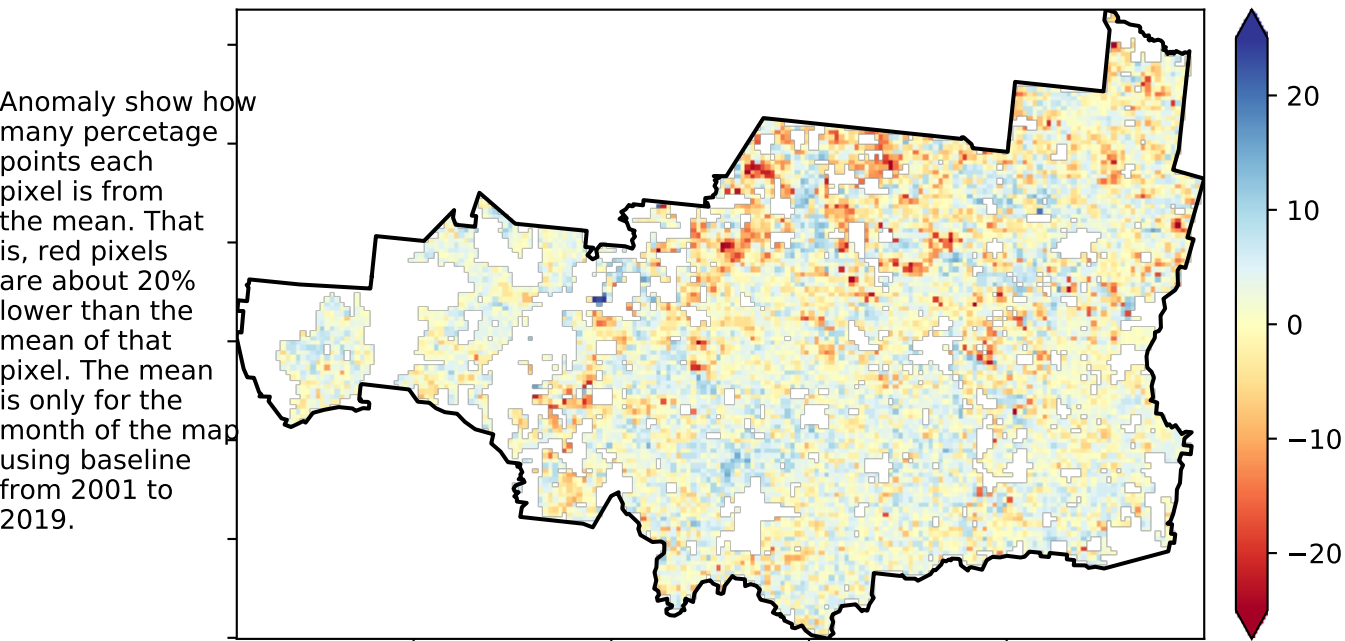 Anomaly show how
many percetage
points each
pixel is from
the mean. That
is, red pixels
are about 20%
lower than the
mean of that
pixel. The mean
is only for the
month of the map
using baseline
from 2001 to
2019.
20
10
0
−10
−20